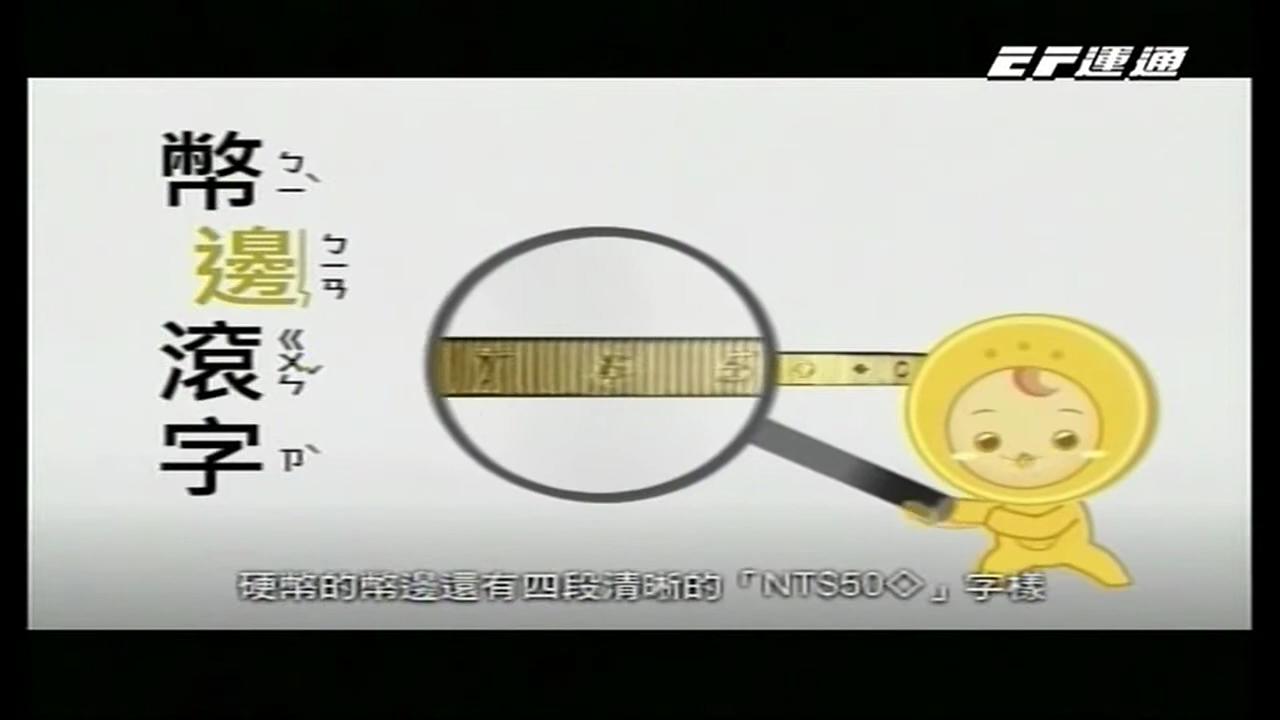 EF運通
幣 ㄅㄧˋ
邊 ㄅㄧㄢ
滾 ㄍㄨㄣˇ
字 ㄗˋ
硬幣的幣邊還有四段清晰的「NTS50◇」字樣